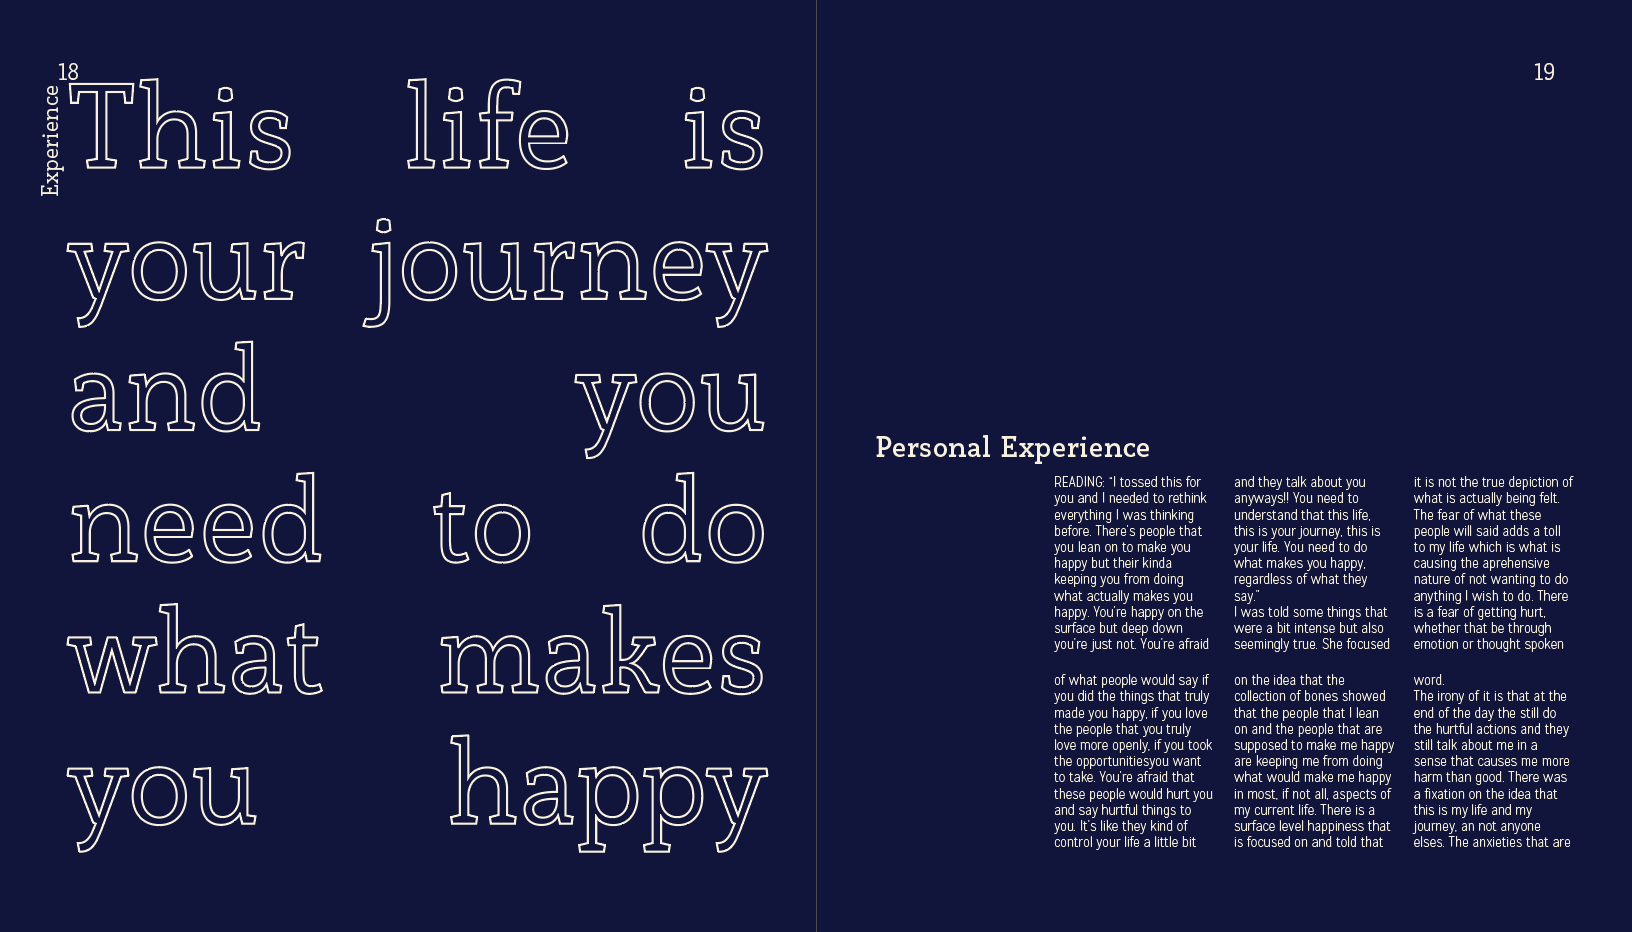 18
Experience
This life is
your journey
and you
need to do
what makes
you happy
19
Personal Experience
READING: “I tossed this for
you and I needed to rethink
everything I was thinking
before. There’s people that
you lean on to make you
happy but their kinda
keeping you from doing
what actually makes you
happy. You’re happy on the
surface but deep down
you’re just not. You’re afraid
of what people would say if
you did the things that truly
made you happy, if you love
the people that you truly
love more openly, if you took
the opportunitiesyou want
to take. You’re afraid that
these people would hurt you
and say hurtful things to
you. It’s like they kind of
control your life a little bit
and they talk about you
anyways!! You need to
understand that this life,
this is your journey, this is
your life. You need to do
what makes you happy,
regardless of what they
say.”
I was told some things that
were a bit intense but also
seemingly true. She focused
on the idea that the
collection of bones showed
that the people that I lean
on and the people that are
supposed to make me happy
are keeping me from doing
what would make me happy
in most, if not all, aspects of
my current life. There is a
surface level happiness that
is focused on and told that
it is not the true depiction of
what is actually being felt.
The fear of what these
people will said adds a toll
to my life which is what is
causing the aprehensive
nature of not wanting to do
anything I wish to do. There
is a fear of getting hurt,
whether that be through
emotion or thought spoken
word.
The irony of it is that at the
end of the day the still do
the hurtful actions and they
still talk about me in a
sense that causes me more
harm than good. There was
a fixation on the idea that
this is my life and my
journey, an not anyone
elses. The anxieties that are